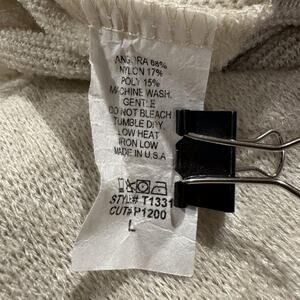 ANGORA 68%
NYLON 17%
POLY 15%
MACHINE WASH
GENTLE
DO NOT BLEACH
TUMBLE DRY
LOW HEAT
IRON LOW
MADE IN U.S.A
STYLE# T1331
CUT# P1200
L